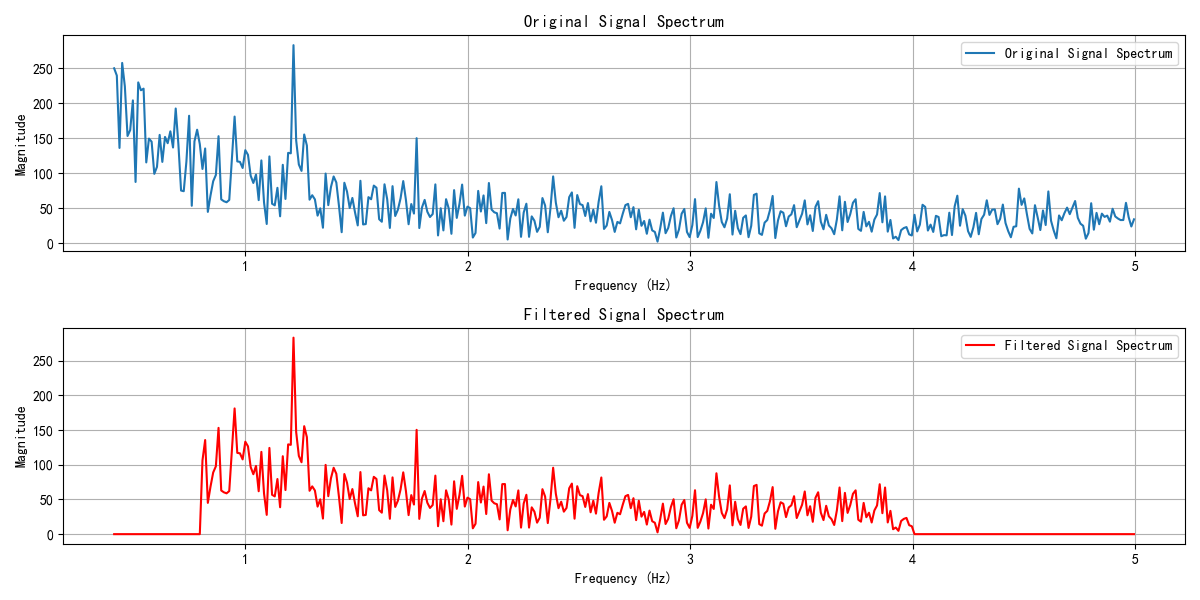 Original Signal Spectrum
Original Signal Spectrum
Magnitude
250
200
150
100
50
0
1 2 3 4 5
Frequency (Hz)
Filtered Signal Spectrum
Filtered Signal Spectrum
Magnitude
250
200
150
100
50
0
1 2 3 4 5
Frequency (Hz)